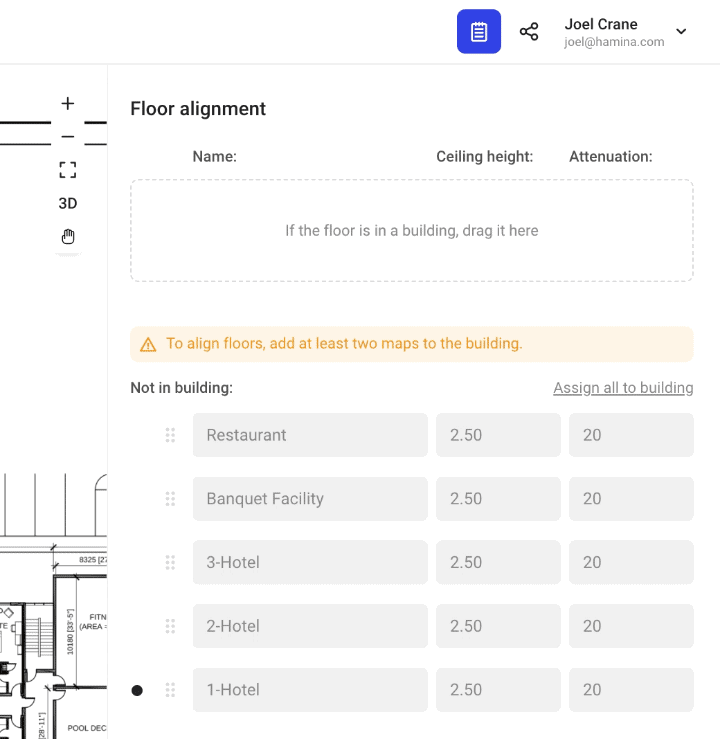 Joel Crane
joel@hamina.com
Floor alignment
Name: Ceiling height: Attenuation:
3D
If the floor is in a building, drag it here
To align floors, add at least two maps to the building.
Not in building: Assign all to building
Restaurant 2.50 20
Banquet Facility 2.50 20
3-Hotel 2.50 20
2-Hotel 2.50 20
1-Hotel 2.50 20
8325 [27
FITN
(AREA =
10180 [33'-5"]
TE
[28'-11"]
POOL DEC